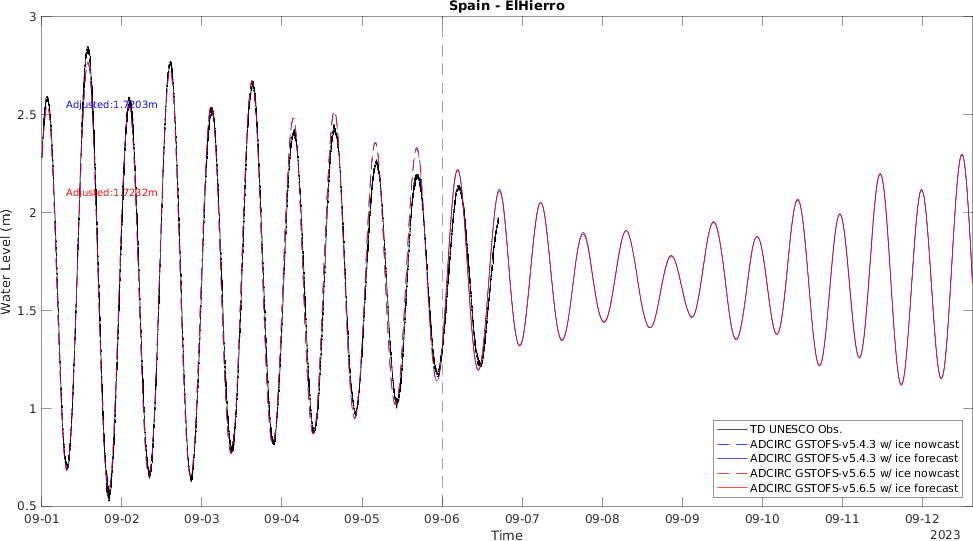 Spain - ElHierro
3
2.5
2
1.5
1
0.5
Water Level (m)
Adjusted:1.7203m
Adjusted:1.7232m
TD UNESCO Obs.
ADCIRC GSTOFS-v5.4.3 w/ ice nowcast
ADCIRC GSTOFS-v5.4.3 w/ ice forecast
ADCIRC GSTOFS-v5.6.5 w/ ice nowcast
ADCIRC GSTOFS-v5.6.5 w/ ice forecast
09-01 09-02 09-03 09-04 09-05 09-06 09-07 09-08 09-09 09-10 09-11 09-12
Time
2023